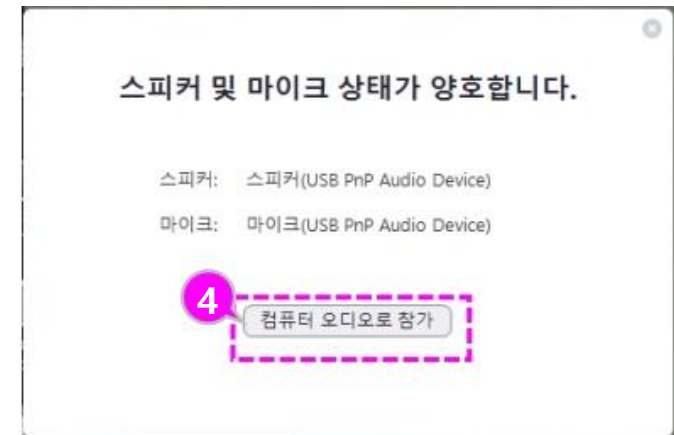 스피커 및 마이크 상태가 양호합니다.
스피커: 스피커(USB PnP Audio Device)
마이크: 마이크(USB PnP Audio Device)
4
컴퓨터 오디오로 참가